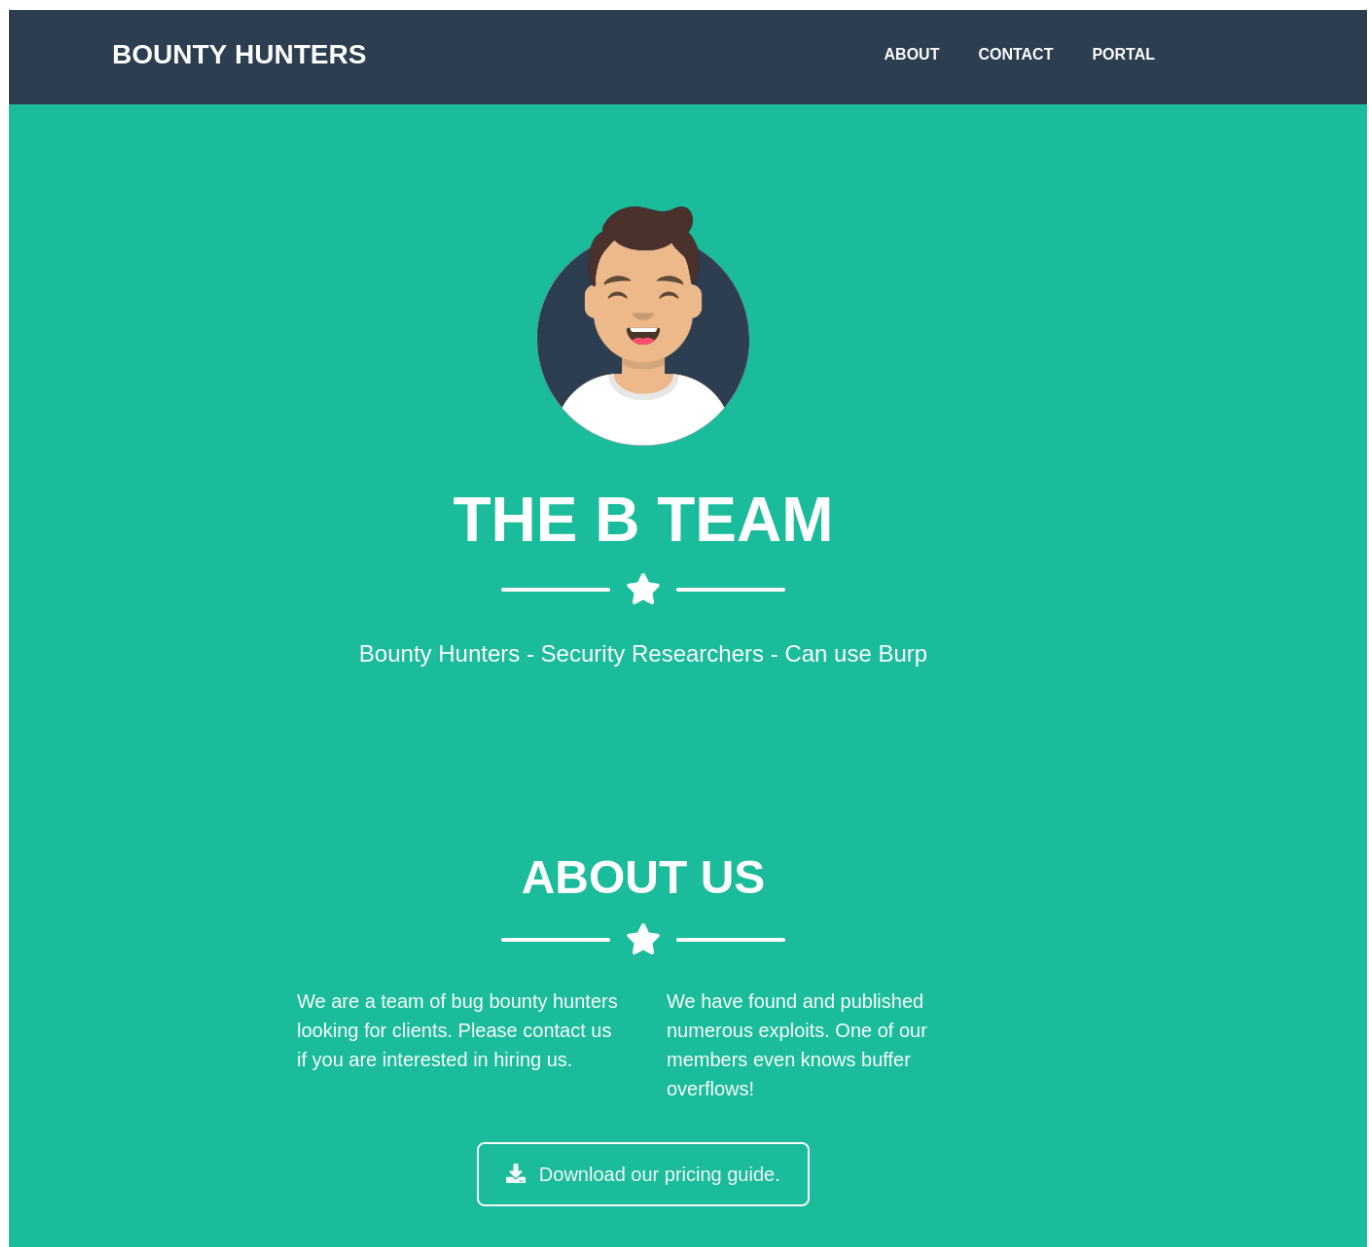 BOUNTY HUNTERS
ABOUT CONTACT PORTAL
THE B TEAM
Bounty Hunters - Security Researchers - Can use Burp
ABOUT US
We are a team of bug bounty hunters
looking for clients. Please contact us
if you are interested in hiring us.
We have found and published
numerous exploits. One of our
members even knows buffer
overflows!
Download our pricing guide.